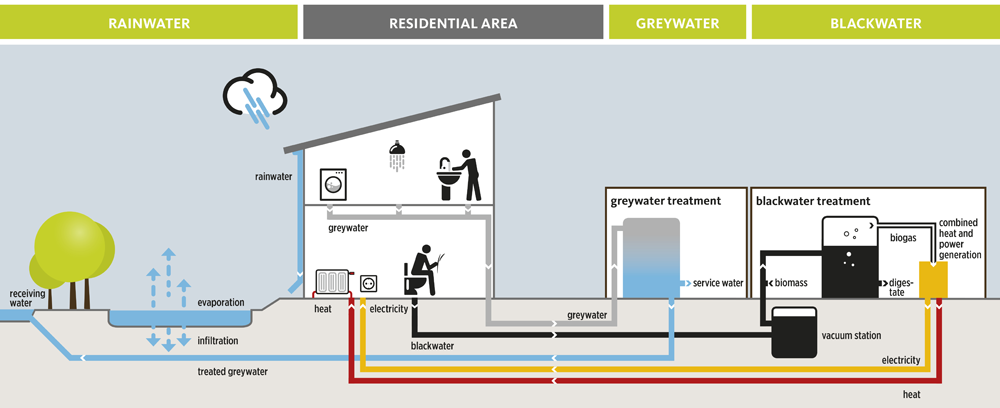 RAINWATER
RESIDENTIAL AREA
GREYWATER
BLACKWATER
rainwater
greywater
greywater treatment
blackwater treatment
combined
heat and
power
generation
biogas
service water
biomass
diges-
tate
receiving
water
evaporation
infiltration
heat
electricity
greywater
blackwater
vacuum station
treated greywater
electricity
heat